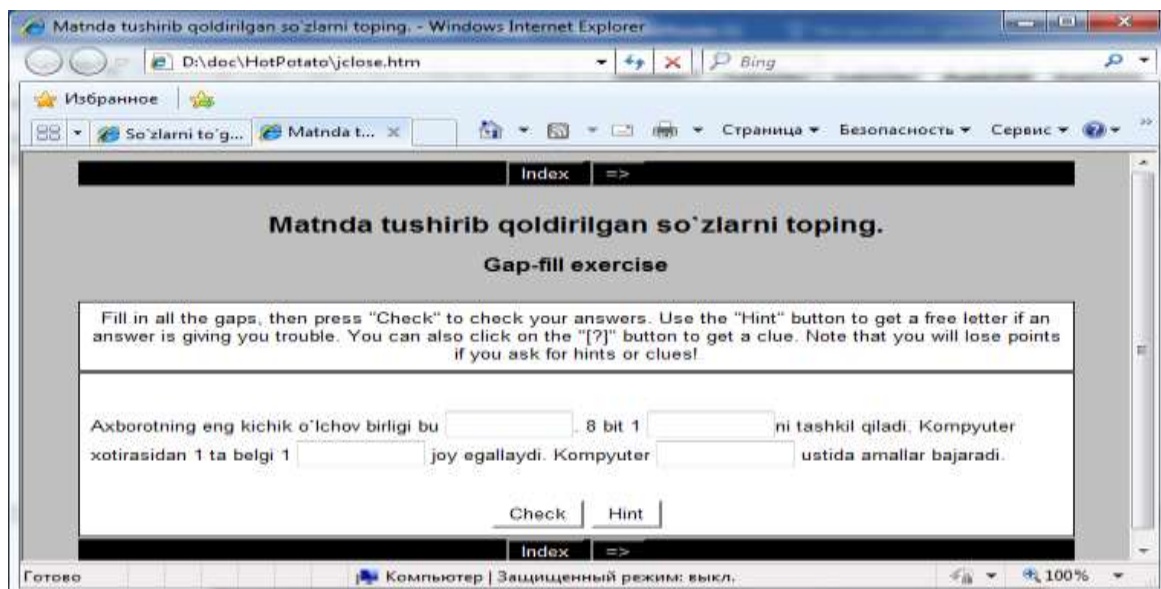 Matnda tushirib qoldirilgan so`zlarni toping. - Windows Internet Explorer
D:\doc\HotPotato\jclose.htm
Bing
Избранное
So`zlarni to`g...
Matnda t...
Страница
Безопасность
Сервис
Index =>
Matnda tushirib qoldirilgan so`zlarni toping.
Gap-fill exercise
Fill in all the gaps, then press "Check" to check your answers. Use the "Hint" button to get a free letter if an
answer is giving you trouble. You can also click on the "[?]" button to get a clue. Note that you will lose points
if you ask for hints or clues!
Axborotning eng kichik o`lchov birligi bu . 8 bit 1 ni tashkil qiladi. Kompyuter
xotirasidan 1 ta belgi 1 joy egallaydi. Kompyuter ustida amallar bajaradi.
Check Hint
Index =>
Готово
Компьютер | Защищенный режим: выкл.
100%